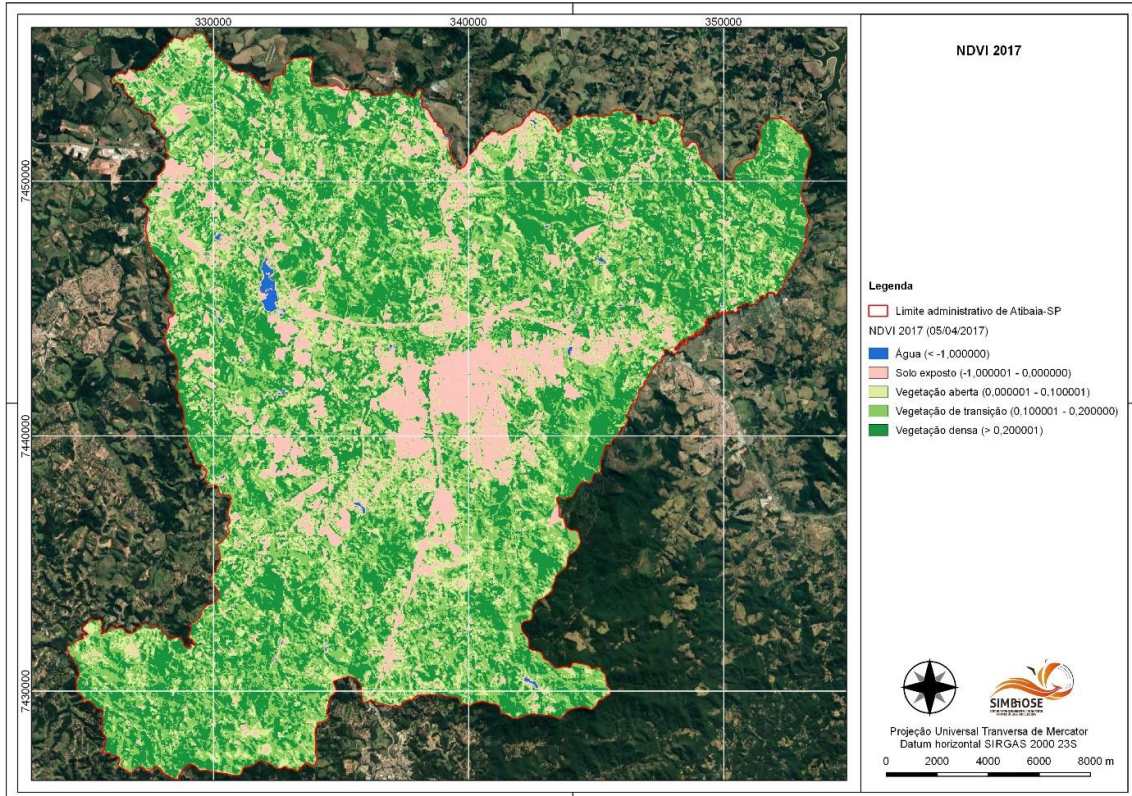 NDVI 2017
330000
340000
350000
7450000
7440000
7430000
Legenda
Limite administrativo de Atibaia-SP
NDVI 2017 (05/04/2017)
Água (< -1,000000)
Solo exposto (-1,000001 - 0,000000)
Vegetação aberta (0,000001 - 0,100001)
Vegetação de transição (0,100001 - 0,200000)
Vegetação densa (> 0,200001)
SIMBiOSE
Projeção Universal Tranversa de Mercator
Datum horizontal SIRGAS 2000 23S
0 2000 4000 6000 8000 m